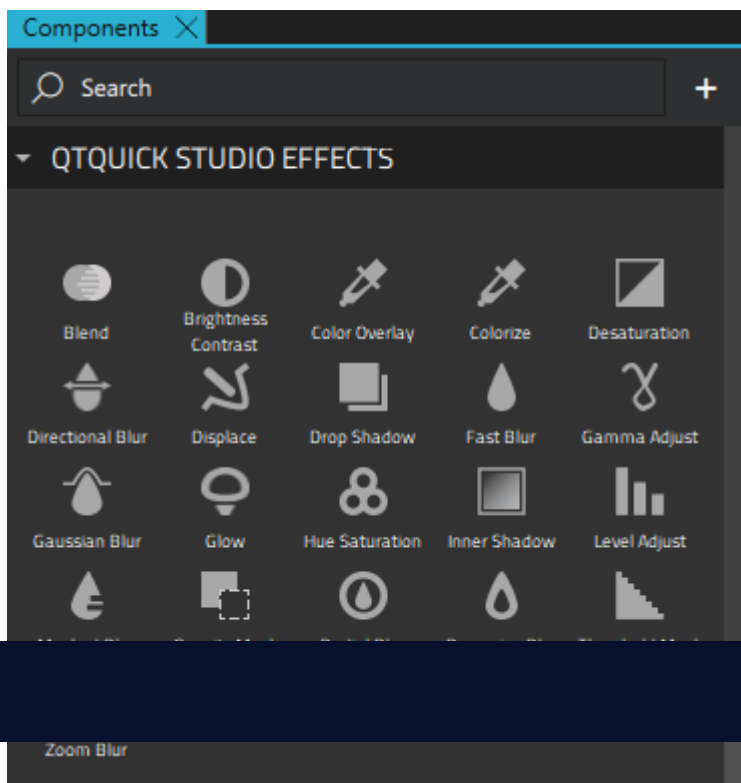 Components
Search
QTQUICK STUDIO EFFECTS
Blend
Brightness
Contrast
Color Overlay
Colorize
Desaturation
Directional Blur
Displace
Drop Shadow
Fast Blur
Gamma Adjust
Gaussian Blur
Glow
Hue Saturation
Inner Shadow
Level Adjust
Zoom Blur